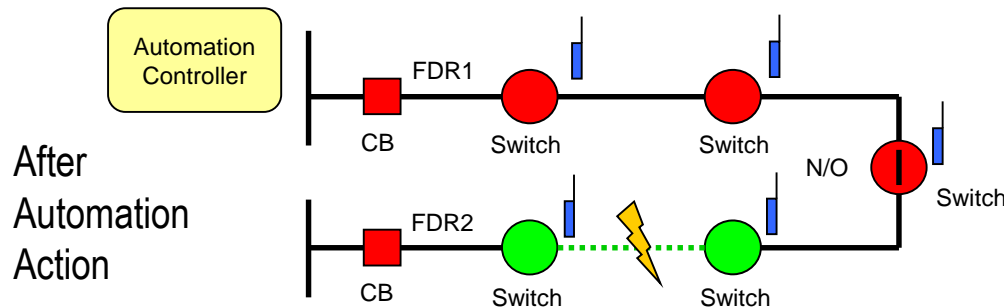 Automation
Controller
FDR1
CB
Switch
Switch
N/O
Switch
After
Automation
Action
FDR2
CB
Switch
Switch